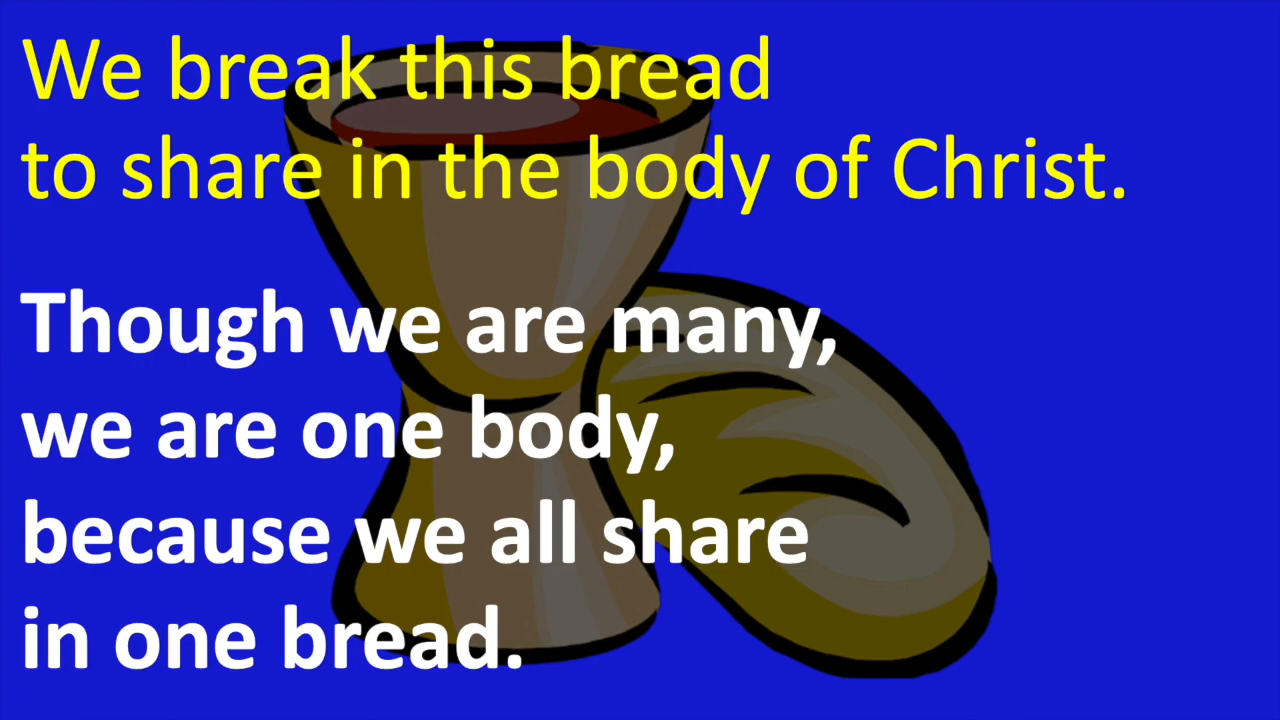 We break this bread
to share in the body of Christ.
Though we are many,
we are one body,
because we all share
in one bread.